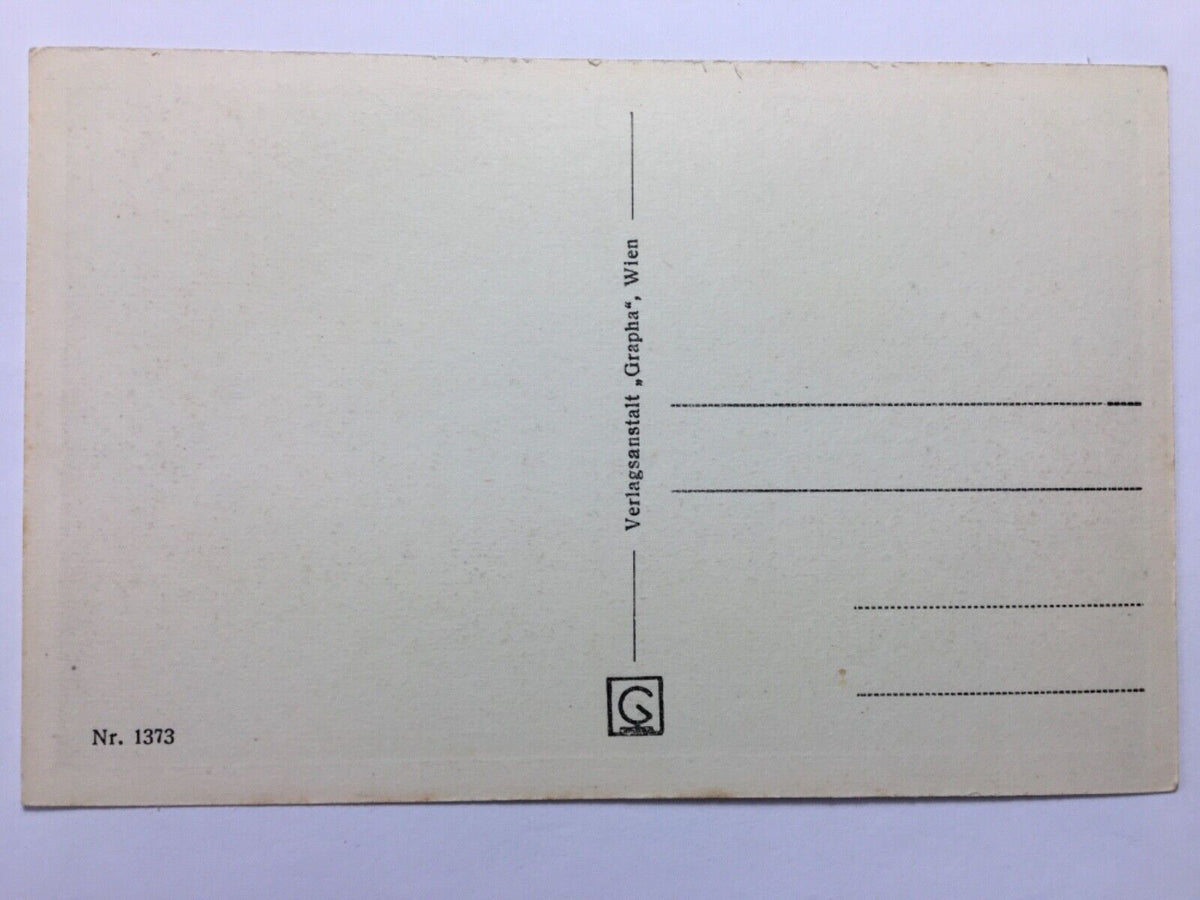 Verlagsanstalt „Grapha“, Wien
G
Nr. 1373